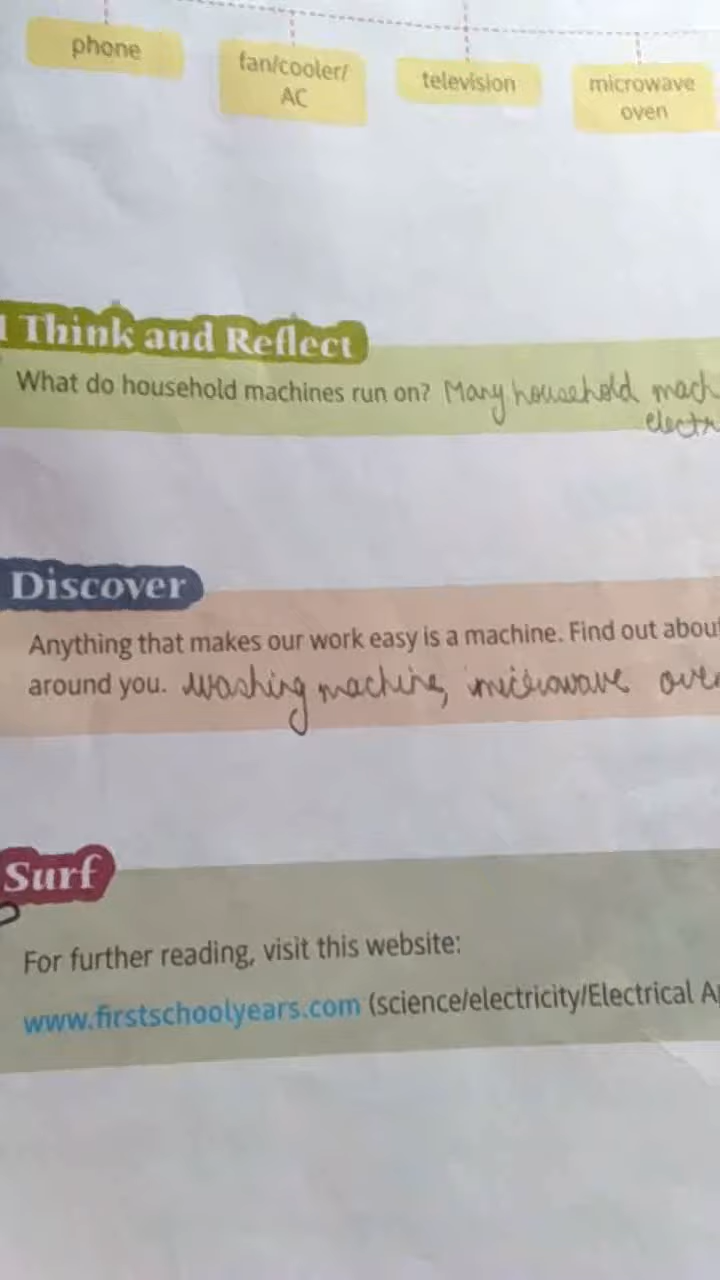 phone
fan/cooler/
AC
television
microwave
oven
Think and Reflect
What do household machines run on? Many household mach
electr
Discover
Anything that makes our work easy is a machine. Find out about
around you. washing machine, microwave ove
Surf
For further reading, visit this website:
www.firstschoolyears.com (science/electricity/Electrical A